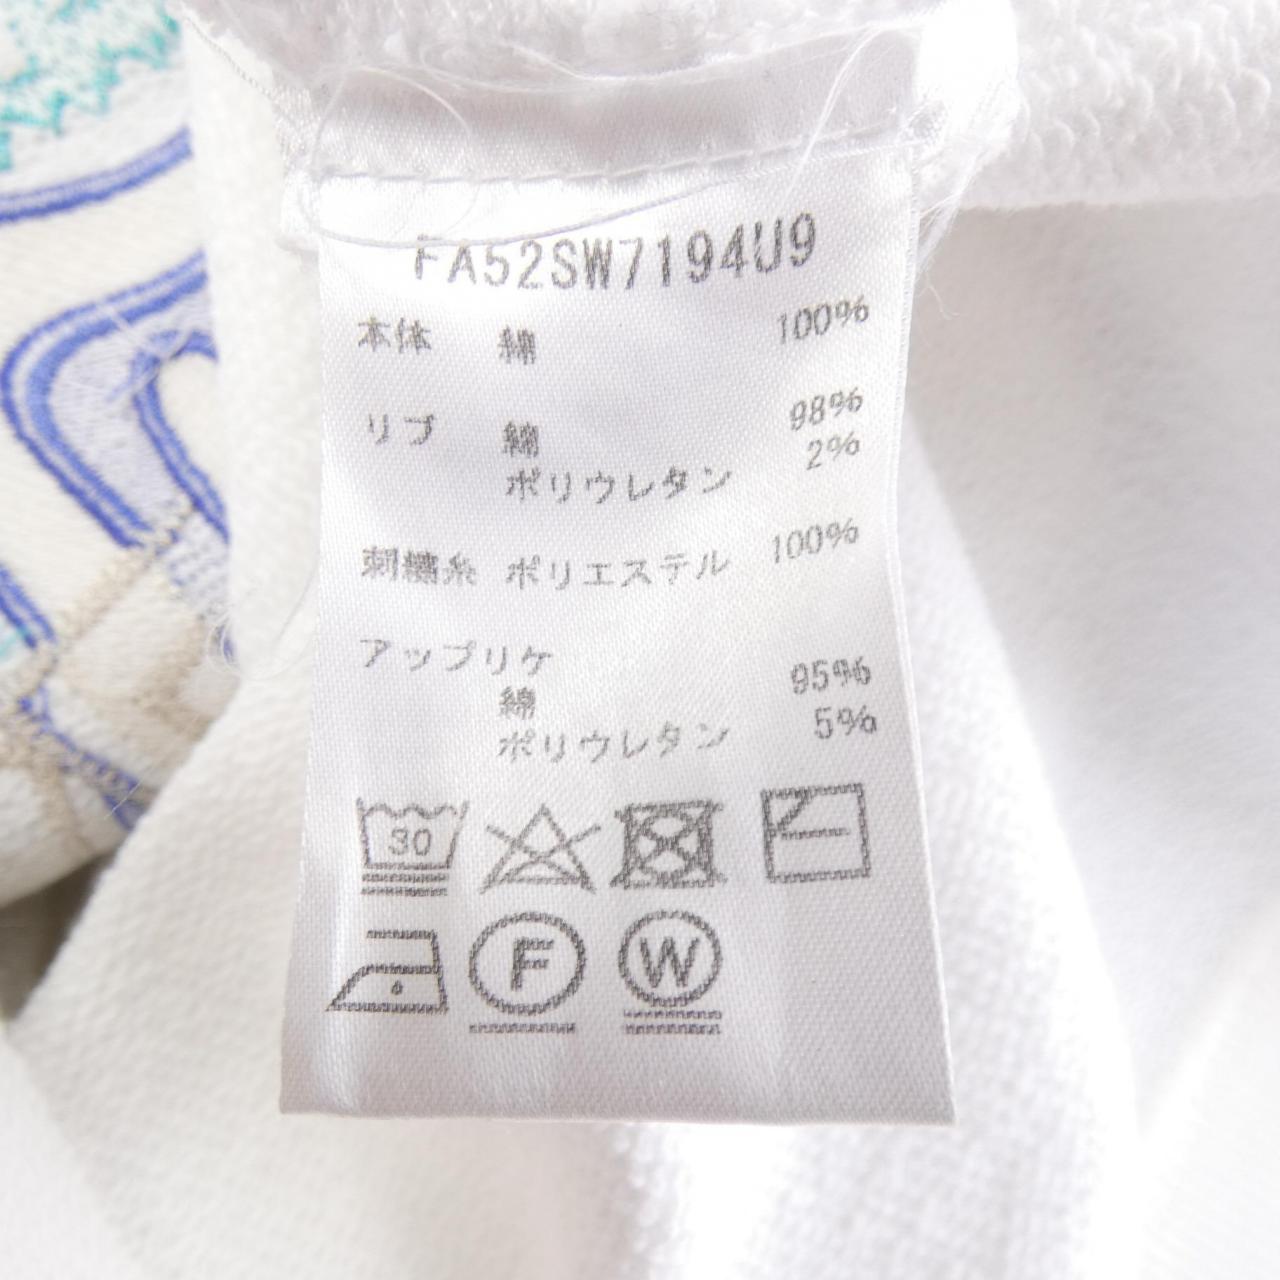 FA52SW7194U9
本体 綿 100%
リブ 綿 98%
ポリウレタン 2%
刺繍糸 ポリエステル 100%
アップリケ
綿 95%
ポリウレタン 5%
30
F W